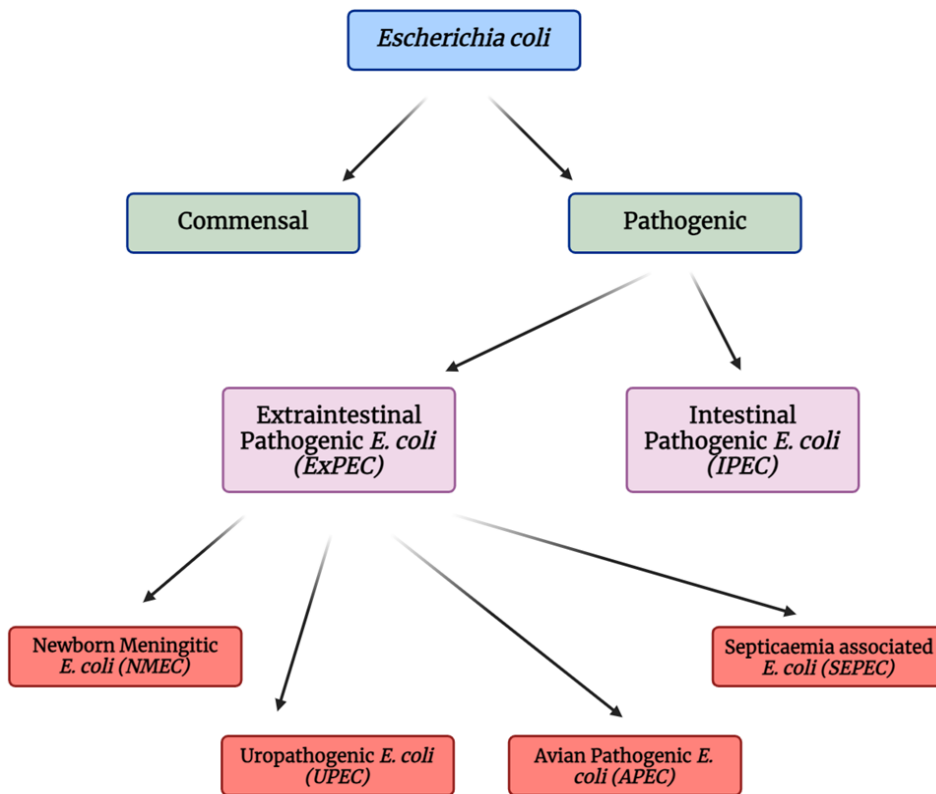 Escherichia coli
Commensal
Pathogenic
Extraintestinal
Pathogenic E. coli
(ExPEC)
Intestinal
Pathogenic E. coli
(IPEC)
Newborn Meningitic
E. coli (NMEC)
Septicaemia associated
E. coli (SEPEC)
Uropathogenic E. coli
(UPEC)
Avian Pathogenic E.
coli (APEC)